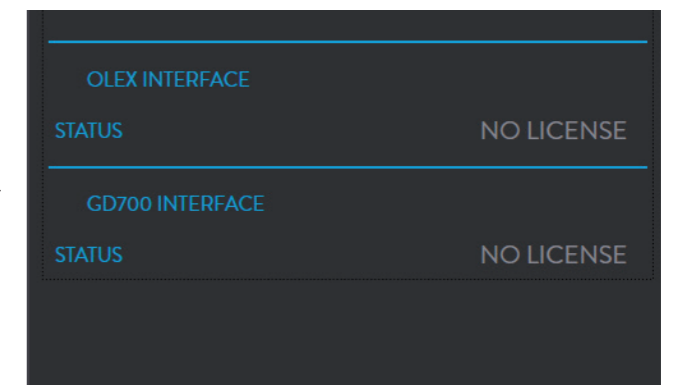 OLEX INTERFACE
STATUS NO LICENSE
GD700 INTERFACE
STATUS NO LICENSE